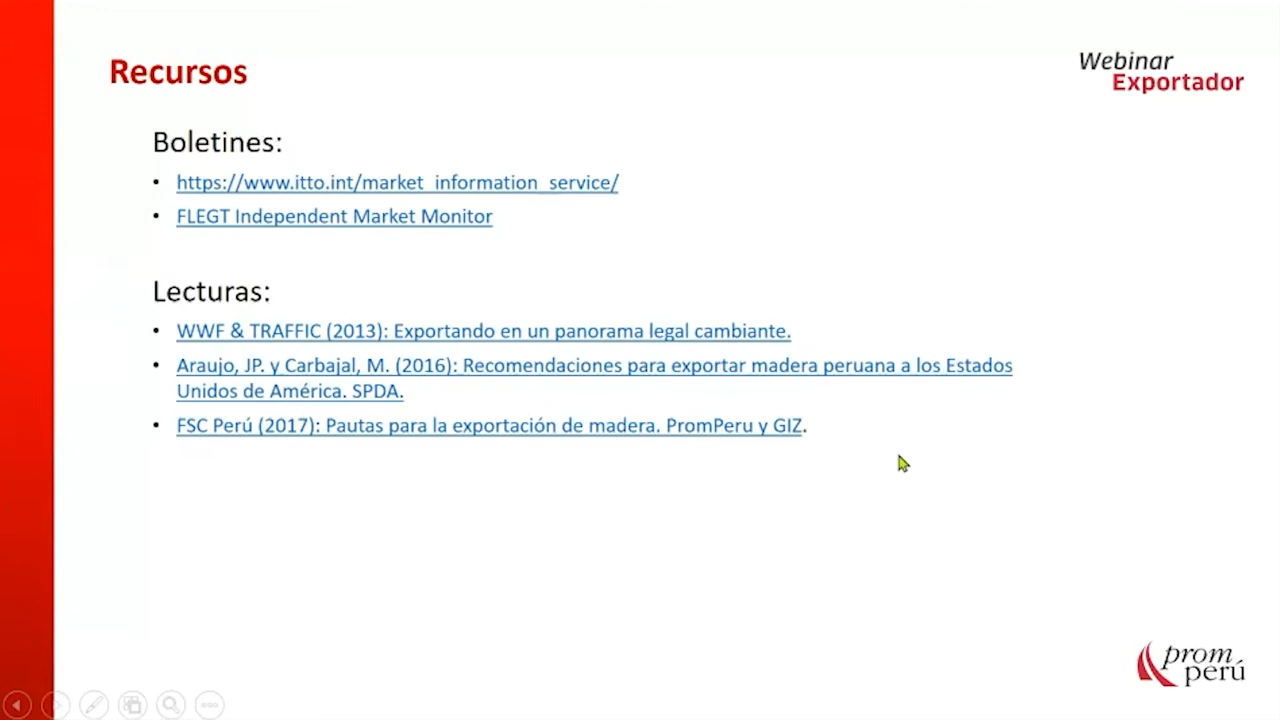 Recursos
Webinar
Exportador
Boletines:
• https://www.itto.int/market_information_service/
• FLEGT Independent Market Monitor
Lecturas:
• WWF & TRAFFIC (2013): Exportando en un panorama legal cambiante.
• Araujo, JP. y Carbajal, M. (2016): Recomendaciones para exportar madera peruana a los Estados
Unidos de América. SPDA.
• FSC Perú (2017): Pautas para la exportación de madera. PromPeru y GIZ.
prom
perú